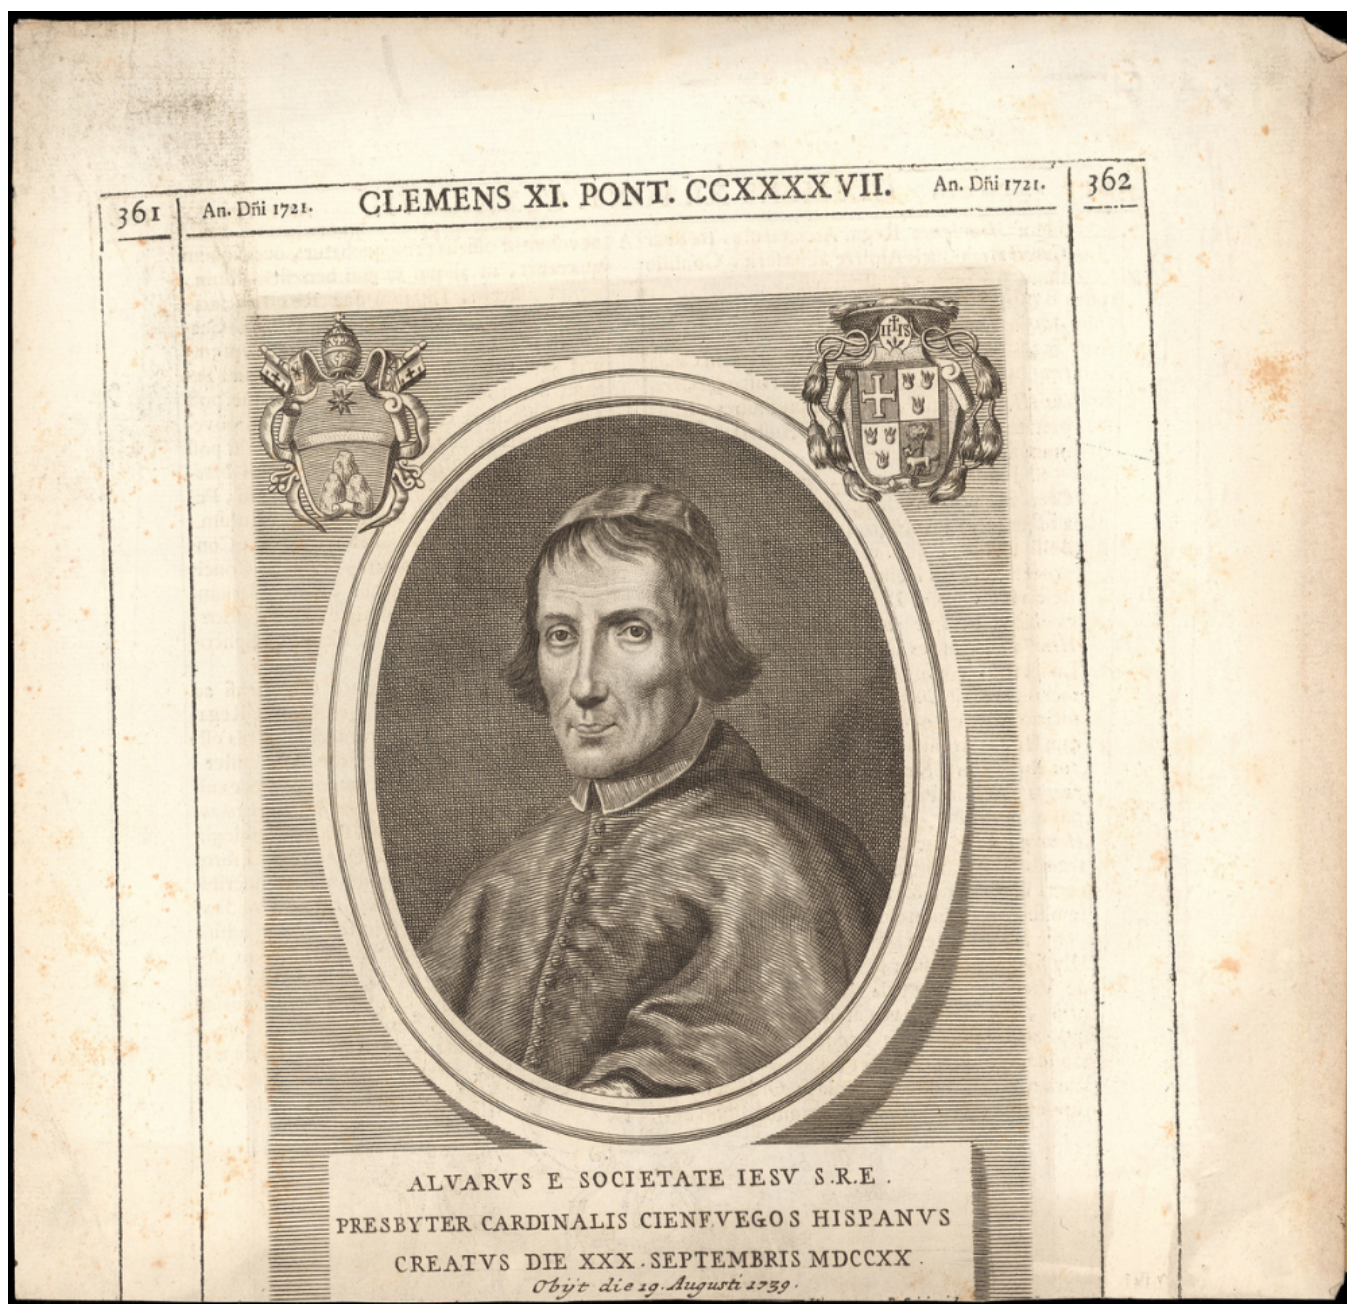 361 An. Dñi 1721. CLEMENS XI. PONT. CCXXXXVII. An. Dñi 1721. 362
IHS
ALVARVS E SOCIETATE IESV S.R.E.
PRESBYTER CARDINALIS CIENFVEGOS HISPANVS
CREATVS DIE XXX. SEPTEMBRIS MDCCXX.
Obijt die 19. Augusti 1739.